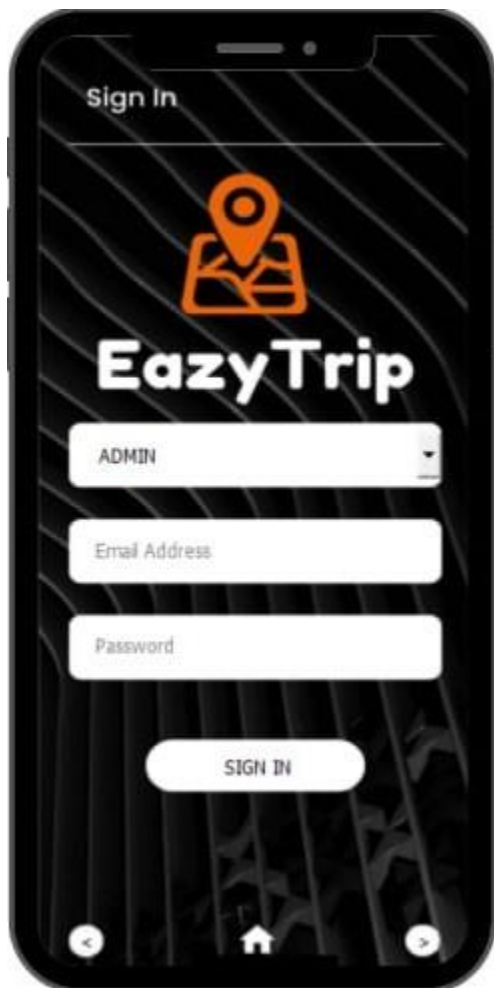 Sign In
EazyTrip
ADMIN
Email Address
Password
SIGN IN
< >